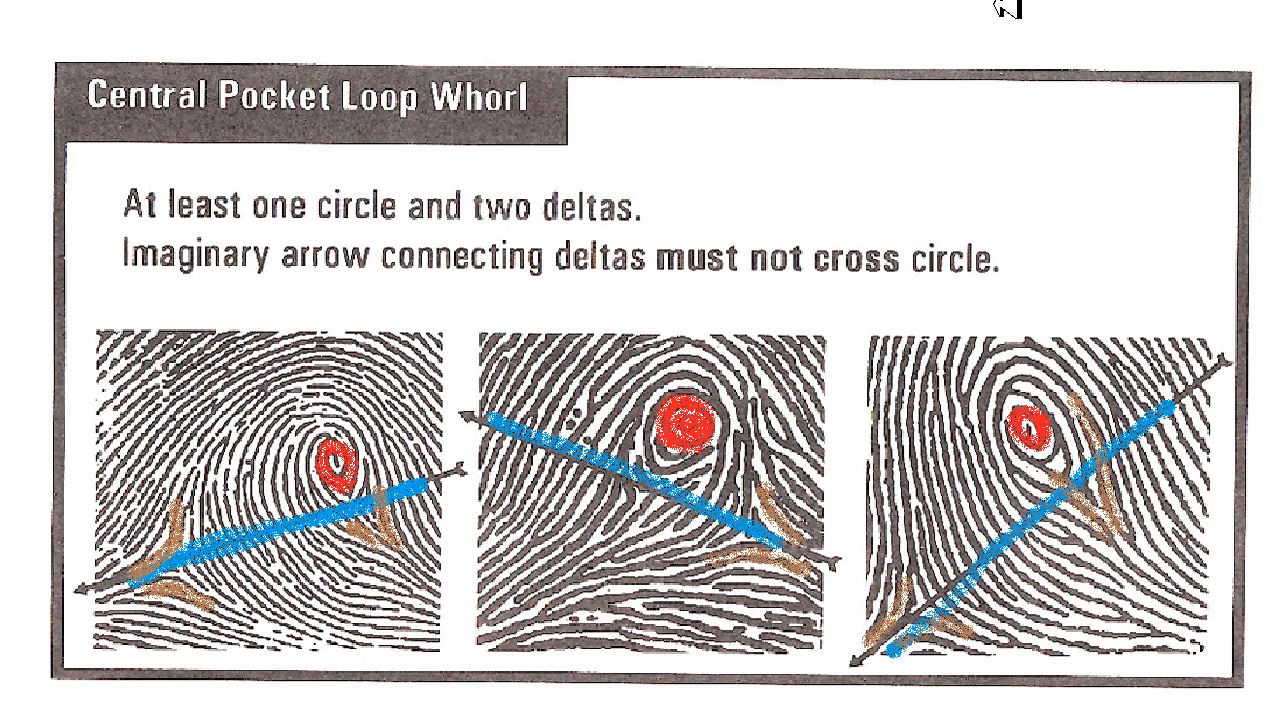 Central Pocket Loop Whorl
At least one circle and two deltas.
Imaginary arrow connecting deltas must not cross circle.